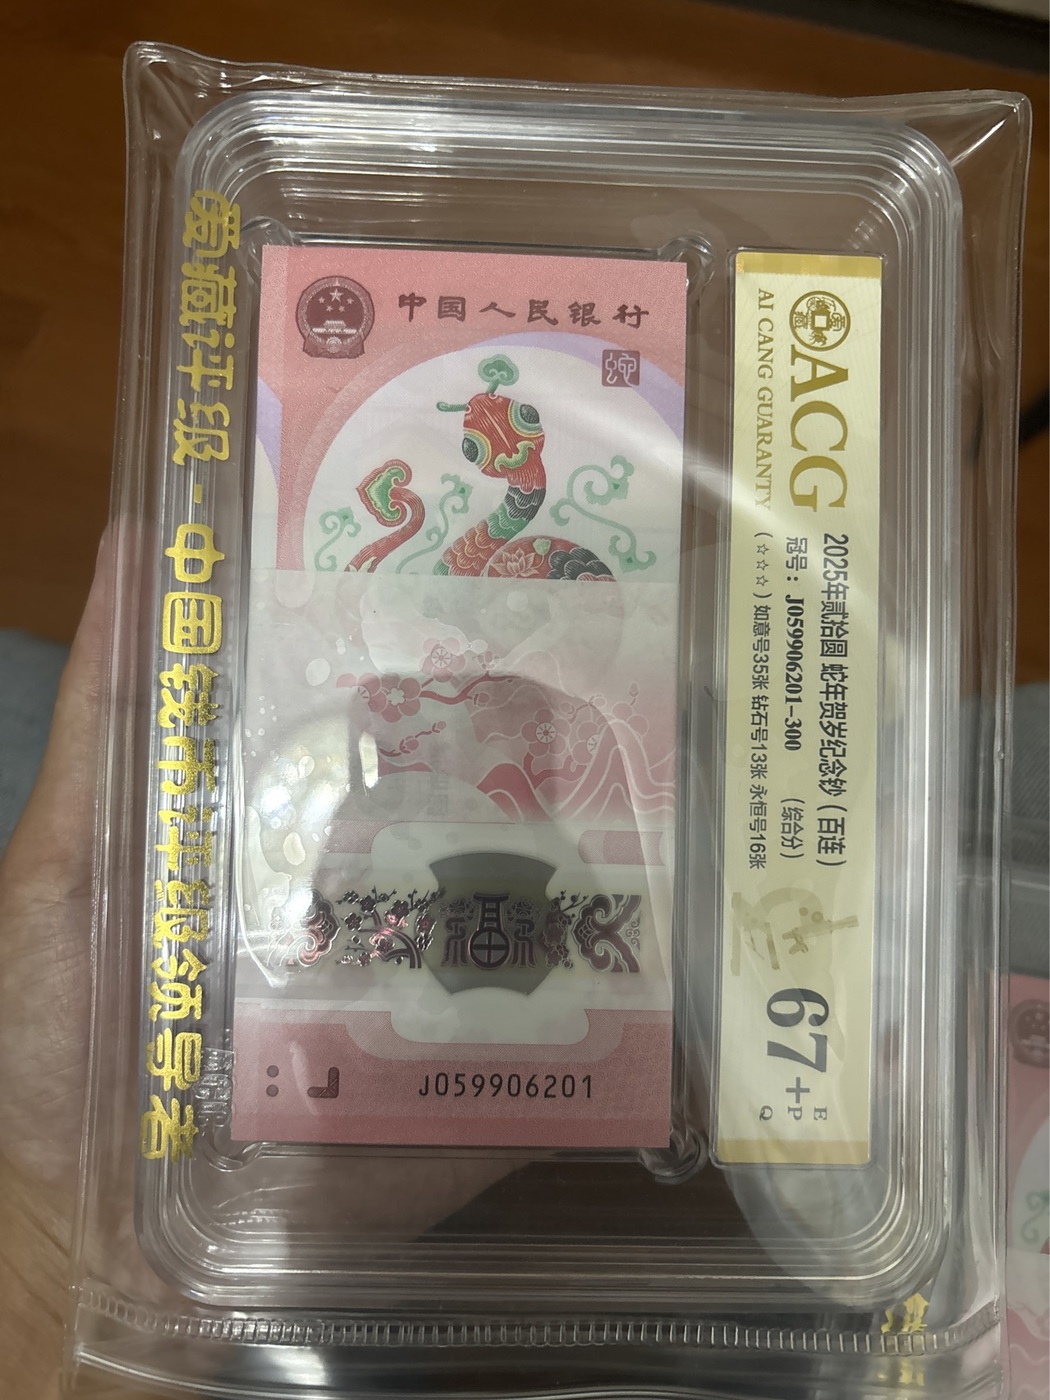 爱藏评级 - 中国钱币评级领导者
中国人民银行
蛇
福
J059906201
ACG
AI CANG GUARANTY
2025年贰拾圆 蛇年贺岁纪念钞（百连）
冠号：J059906201-300 （综合分）
（☆☆☆）如意号35张 钻石号13张 永恒号16张
67+
E
P
Q